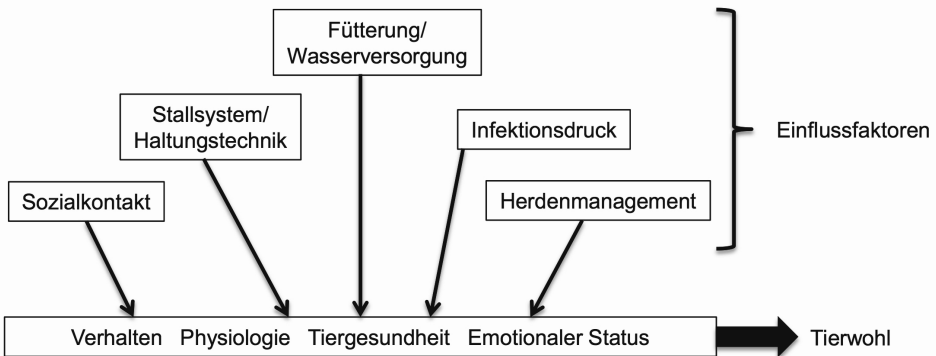 Fütterung/
Wasserversorgung
Stallsystem/
Haltungstechnik
Infektionsdruck
Einflussfaktoren
Sozialkontakt
Herdenmanagement
Verhalten Physiologie Tiergesundheit Emotionaler Status
Tierwohl